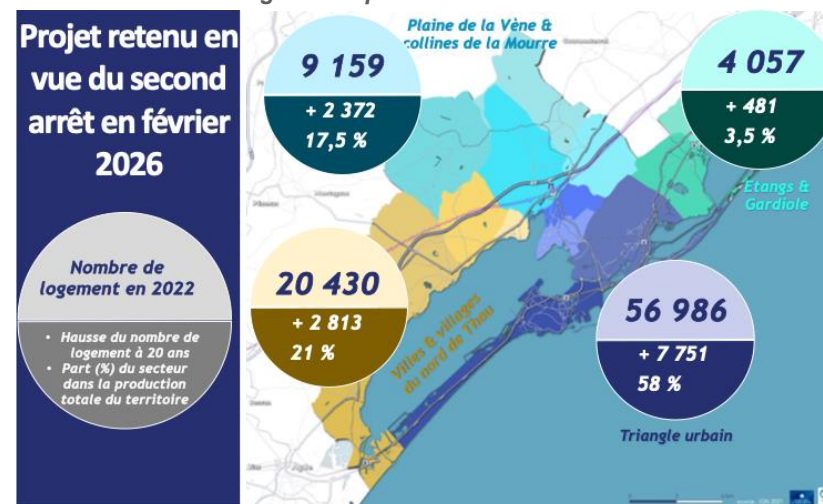 Projet retenu en
vue du second
arrêt en février
2026
Nombre de
logement en 2022
• Hausse du nombre de
logement à 20 ans
• Part (%) du secteur
dans la production
totale du territoire
Plaine de la Vène &
collines de la Mourre
9 159
+ 2 372
17,5 %
4 057
+ 481
3,5 %
Etangs &
Gardiole
20 430
+ 2 813
21 %
Villes & villages
du nord de Thau
56 986
+ 7 751
58 %
Triangle urbain